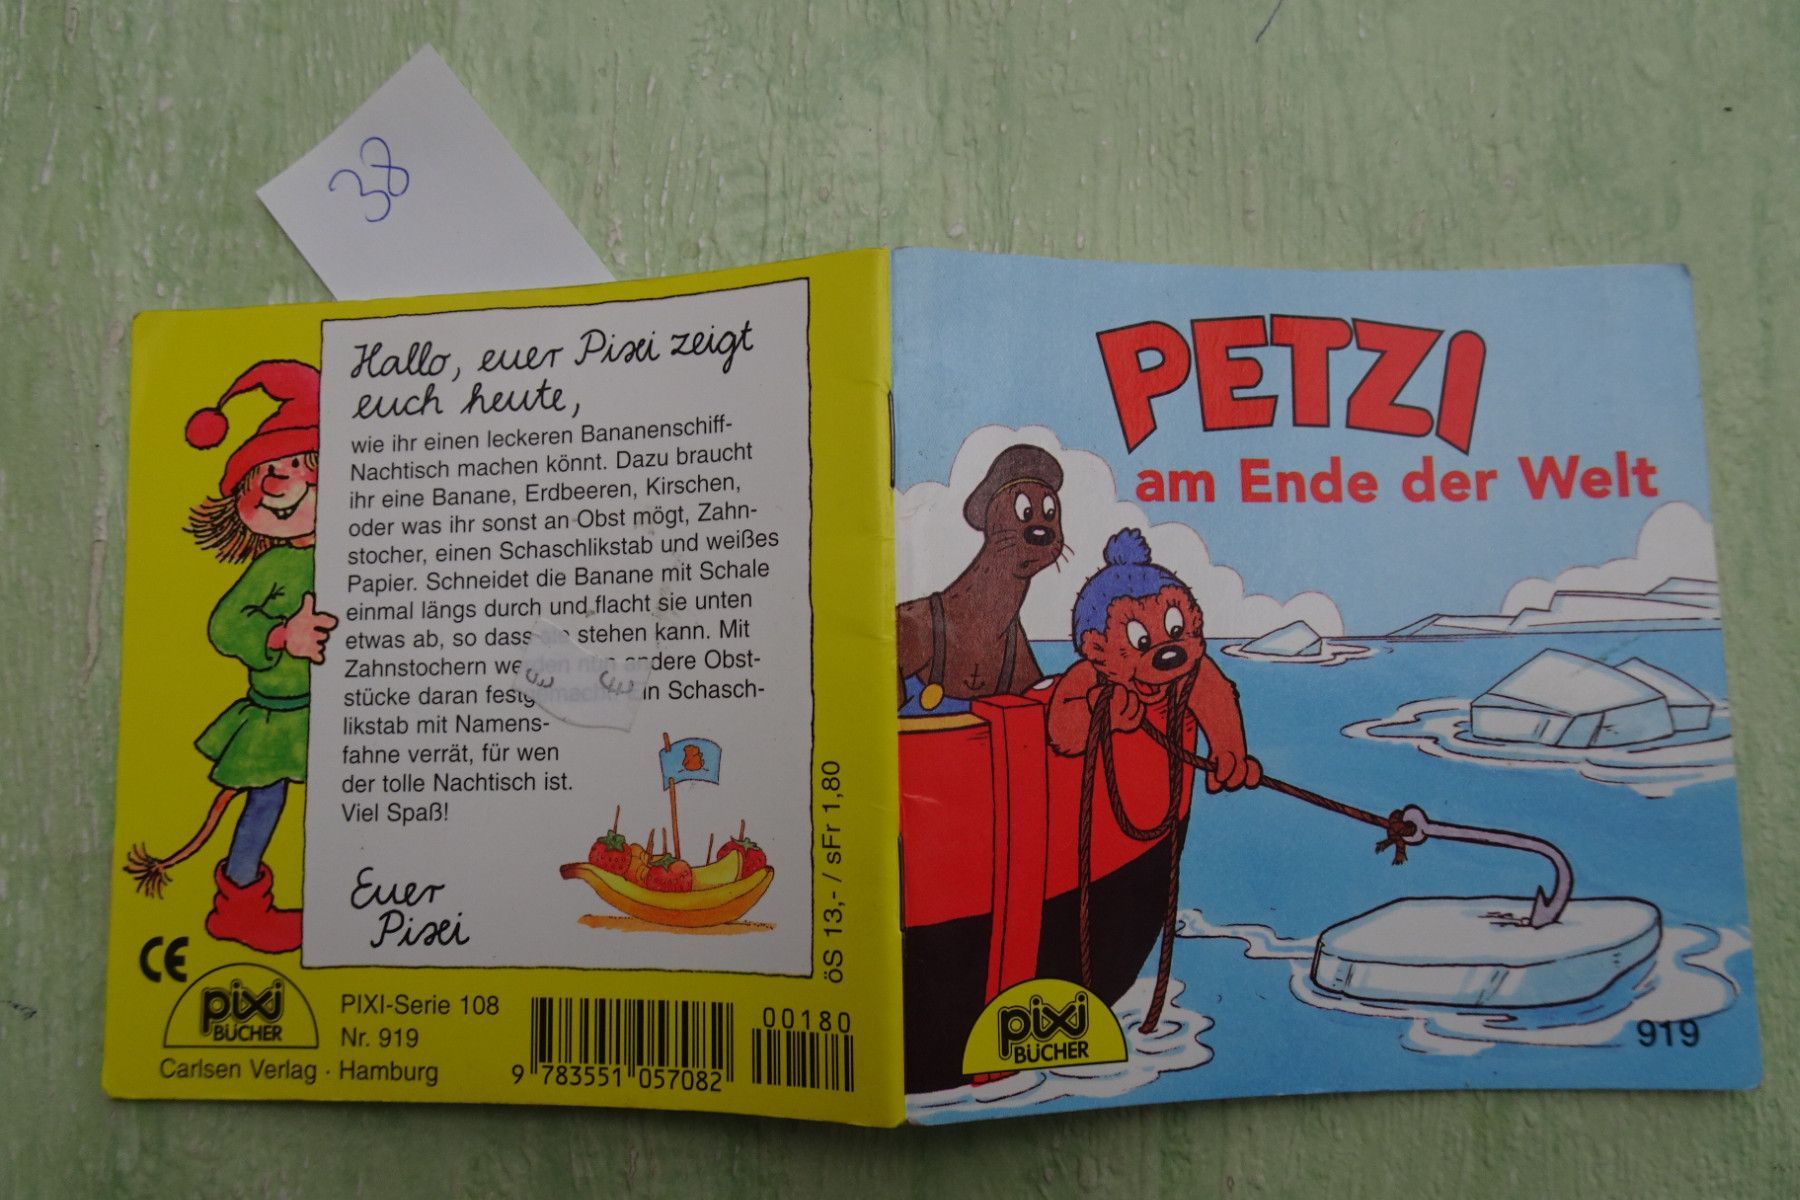 38
Hallo, euer Pixi zeigt
euch heute,
wie ihr einen leckeren Bananenschiff-
Nachtisch machen könnt. Dazu braucht
ihr eine Banane, Erdbeeren, Kirschen,
oder was ihr sonst an Obst mögt, Zahn-
stocher, einen Schaschlikstab und weißes
Papier. Schneidet die Banane mit Schale
einmal längs durch und flacht sie unten
etwas ab, so dass sie stehen kann. Mit
Zahnstochern werden nun andere Obst-
stücke daran festgemacht. Ein Schasch-
likstab mit Namens-
fahne verrät, für wen
der tolle Nachtisch ist.
Viel Spaß!
Euer
Pixi
öS 13,- / sFr 1,80
CE
pixi
BÜCHER
PIXI-Serie 108
Nr. 919
Carlsen Verlag · Hamburg
9 783551 057082
00180
PETZI
am Ende der Welt
pixi
BÜCHER
919